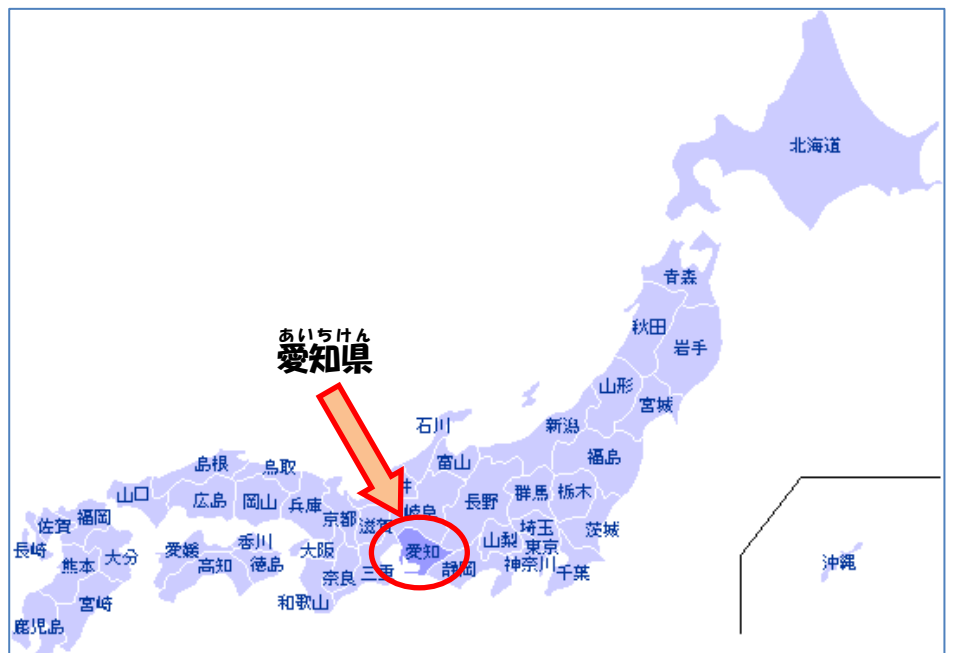 北海道
青森
秋田
岩手
あいちけん
愛知県
山形
宮城
石川
新潟
福島
富山
島根
鳥取
井
長野
群馬
栃木
山口
広島
岡山
兵庫
岐阜
京都
滋賀
福岡
佐賀
埼玉
茨城
山梨
東京
長崎
大分
愛媛
香川
大阪
愛知
熊本
高知
徳島
神奈川
沖縄
奈良
三重
静岡
千葉
宮崎
和歌山
鹿児島